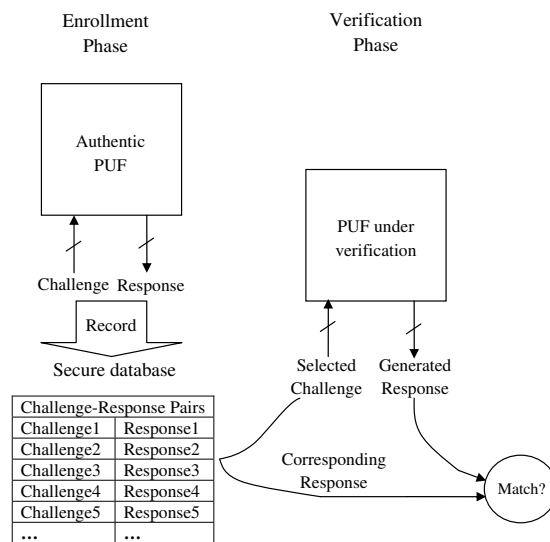 Enrollment
Phase
Authentic
PUF
Challenge Response
Record
Secure database
Challenge-Response Pairs
Challenge1 Response1
Challenge2 Response2
Challenge3 Response3
Challenge4 Response4
Challenge5 Response5
... ...
Verification
Phase
PUF under
verification
Selected
Challenge
Generated
Response
Corresponding
Response
Match?